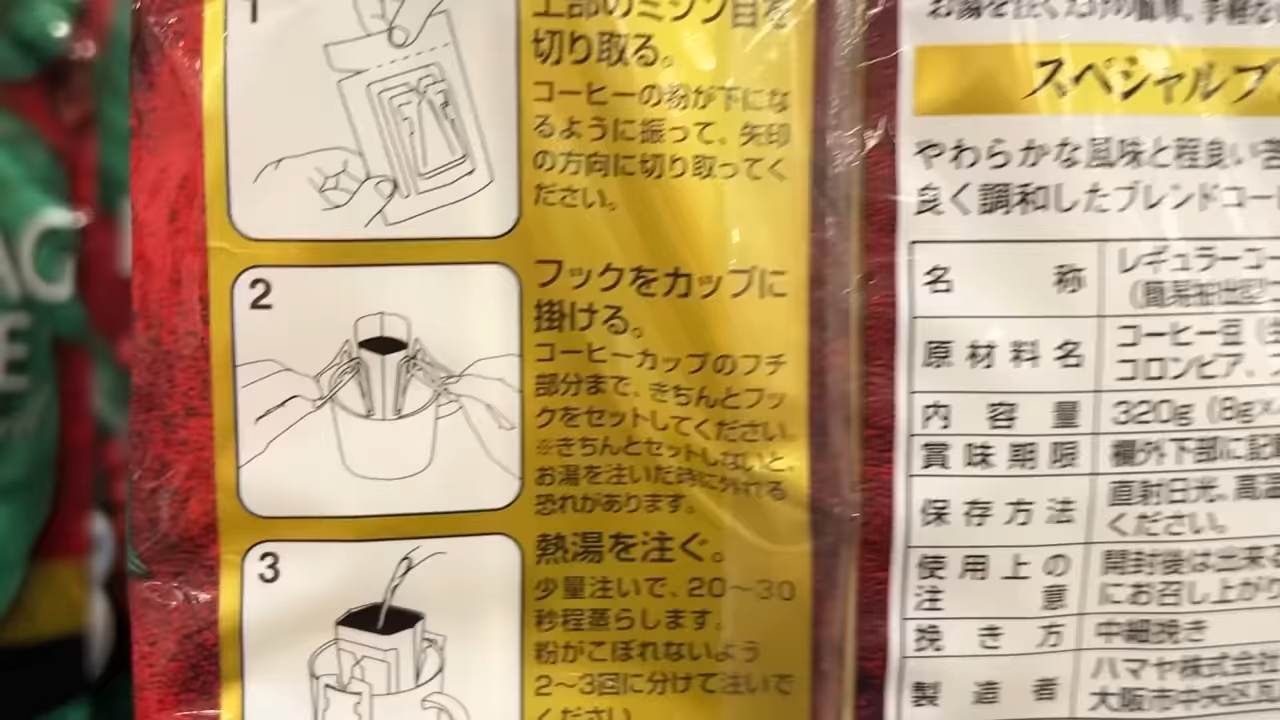 AG
E
1
上部のミシン目を
切り取る。
コーヒーの粉が下にな
るように振って、矢印
の方向に切り取ってく
ださい。
2
フックをカップに
掛ける。
コーヒーカップのフチ
部分まで、きちんとフッ
クをセットしてください。
※きちんとセットしないと、
お湯を注いだ時に外れる
恐れがあります。
3
熱湯を注ぐ。
少量注いで、20〜30
秒程蒸らします。
粉がこぼれないよう
2〜3回に分けて注いで
ください
お湯を注ぐだけの簡単、手軽な
スペシャルブ
やわらかな風味と程良い苦
良く調和したブレンドコー
名称 レギュラーコー
(簡易抽出型コ
原材料名 コーヒー豆(生
コロンビア、
内容量 320g(8g×
賞味期限 欄外下部に記
保存方法 直射日光、高温
ください。
使用上の注意 開封後は出来る
にお召し上がり
挽き方 中細挽き
製造者 ハマヤ株式会社
大阪市中央区瓦